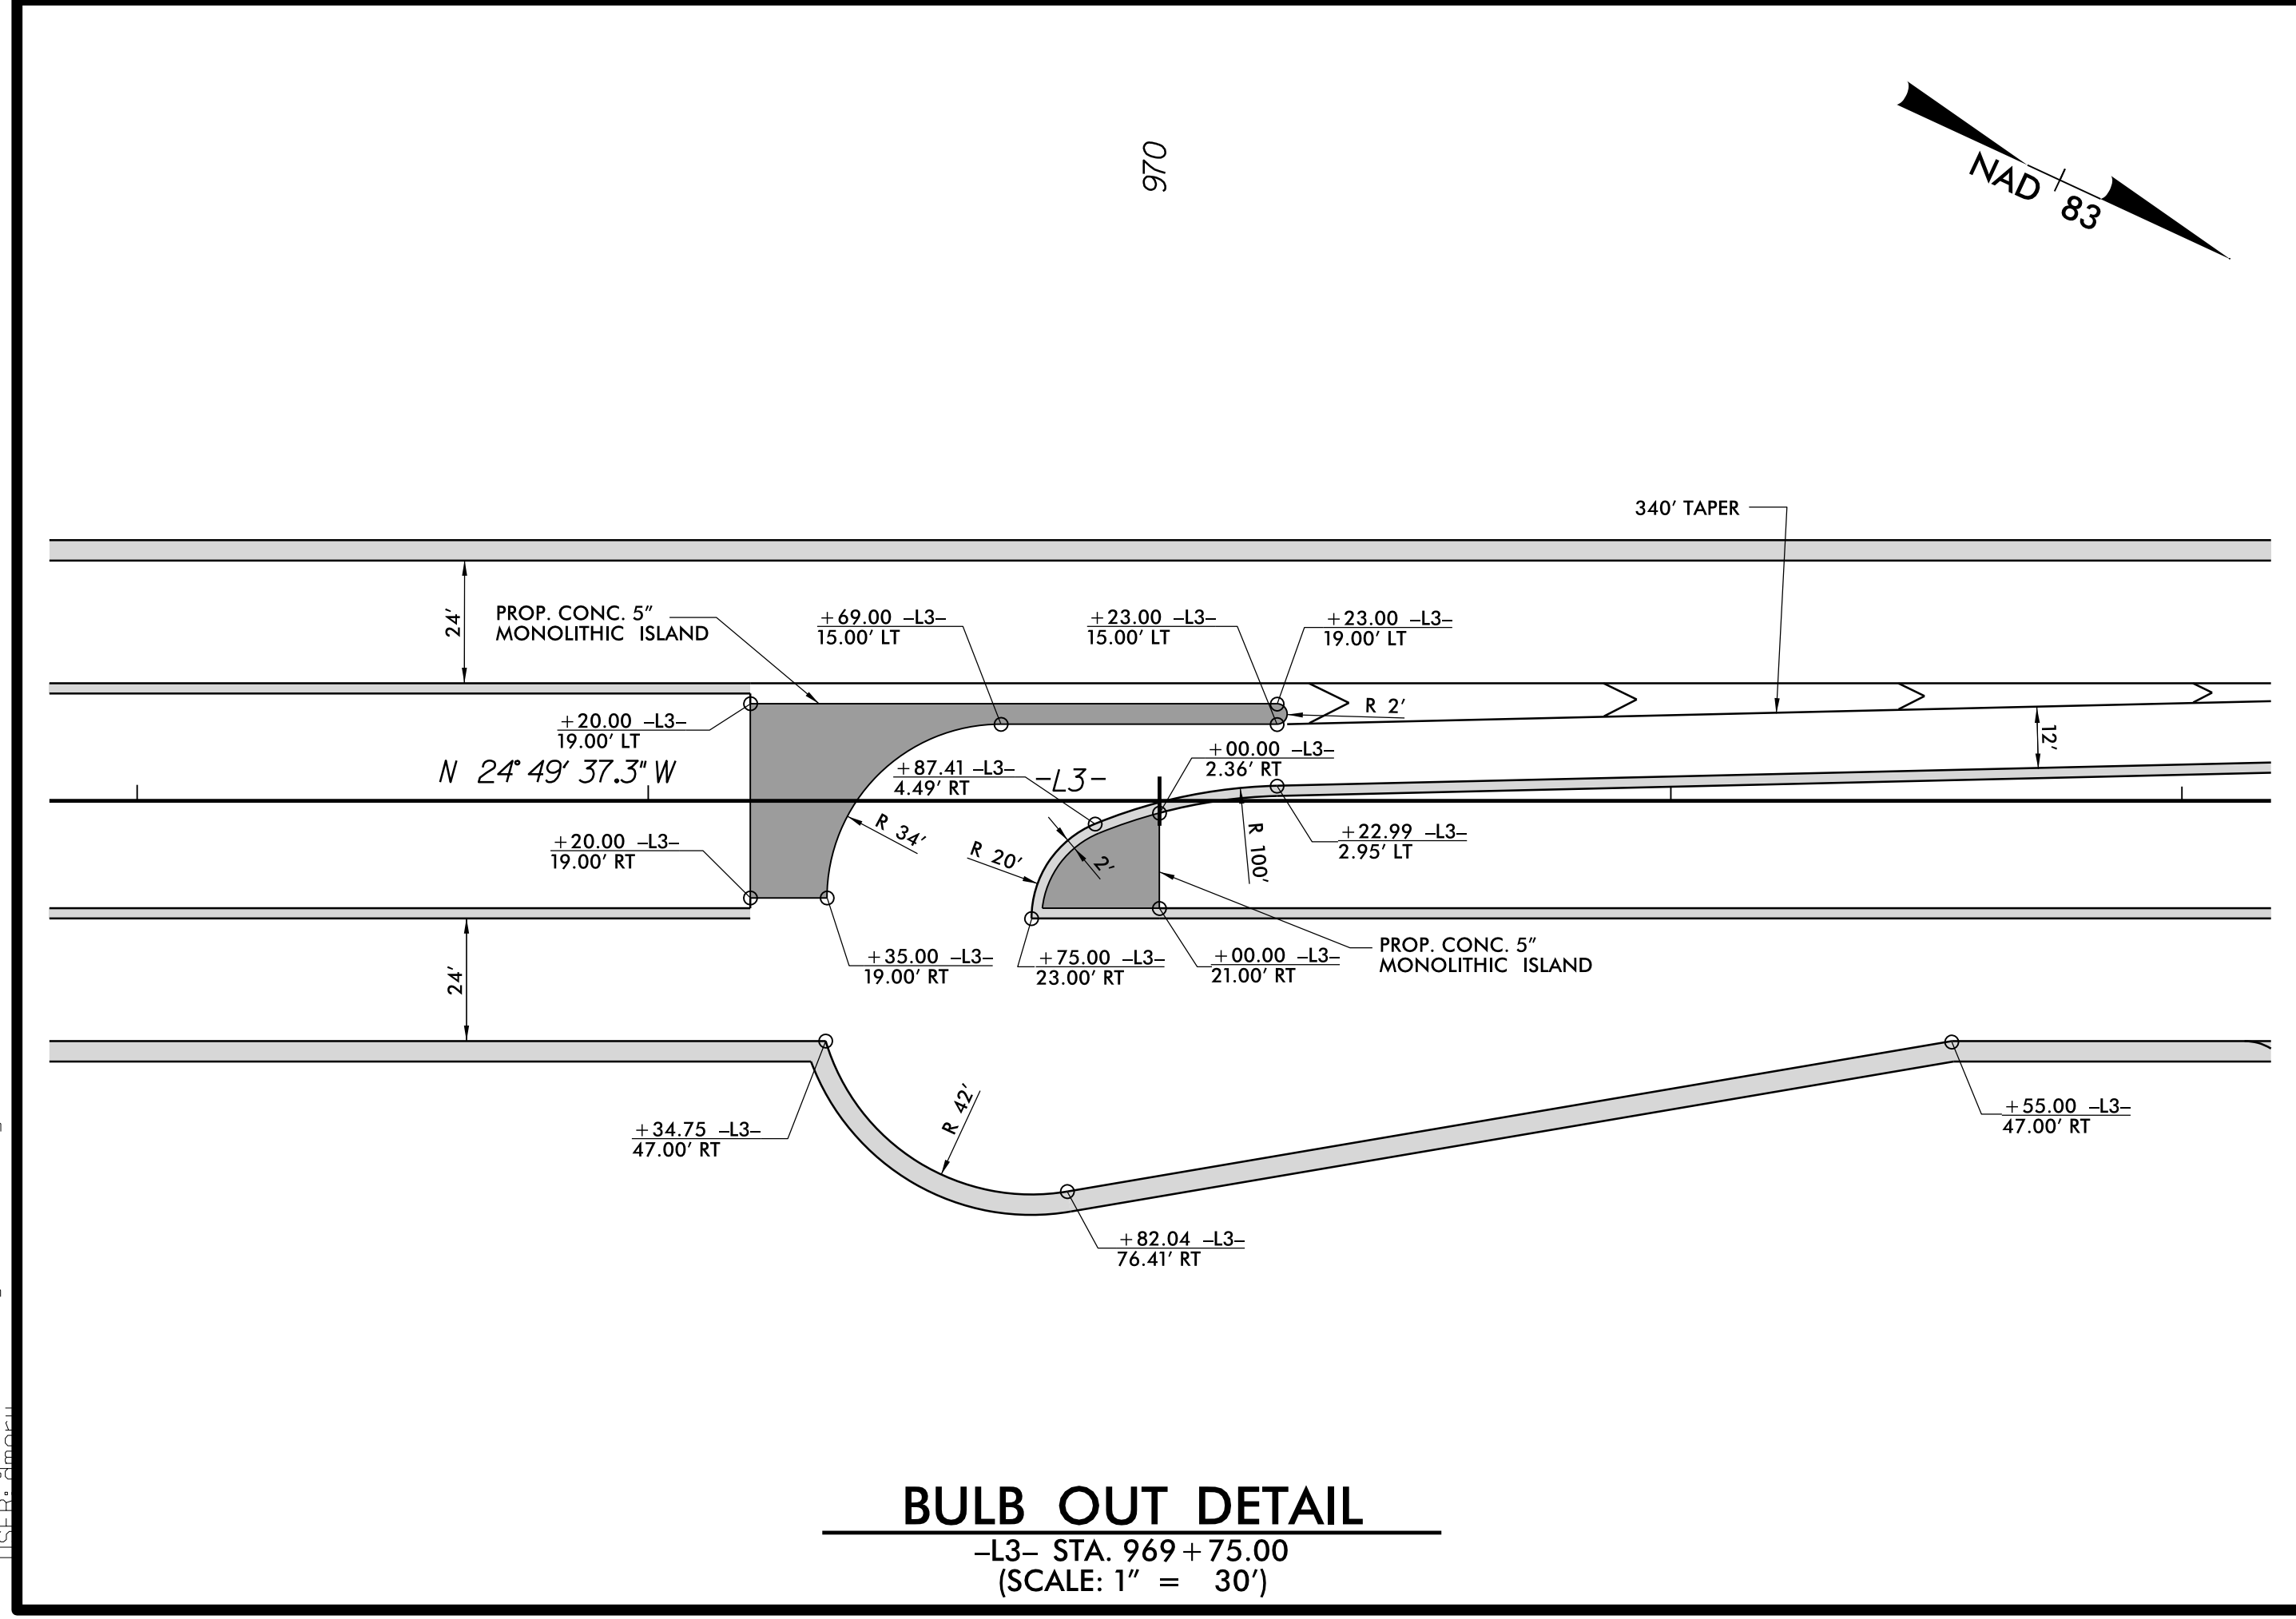 970
NAD 83
340' TAPER
24'
PROP. CONC. 5"
MONOLITHIC ISLAND
+69.00 -L3-
15.00' LT
+23.00 -L3-
15.00' LT
+23.00 -L3-
19.00' LT
R 2'
+20.00 -L3-
19.00' LT
12'
N 24° 49' 37.3" W
+87.41 -L3-
4.49' RT
-L3-
+00.00 -L3-
2.36' RT
R 34'
R 20'
2'
R 100'
+22.99 -L3-
2.95' LT
+20.00 -L3-
19.00' RT
24'
+35.00 -L3-
19.00' RT
+75.00 -L3-
23.00' RT
+00.00 -L3-
21.00' RT
PROP. CONC. 5"
MONOLITHIC ISLAND
R 42'
+34.75 -L3-
47.00' RT
+55.00 -L3-
47.00' RT
+82.04 -L3-
76.41' RT
BULB OUT DETAIL
-L3- STA. 969+75.00
(SCALE: 1" = 30')